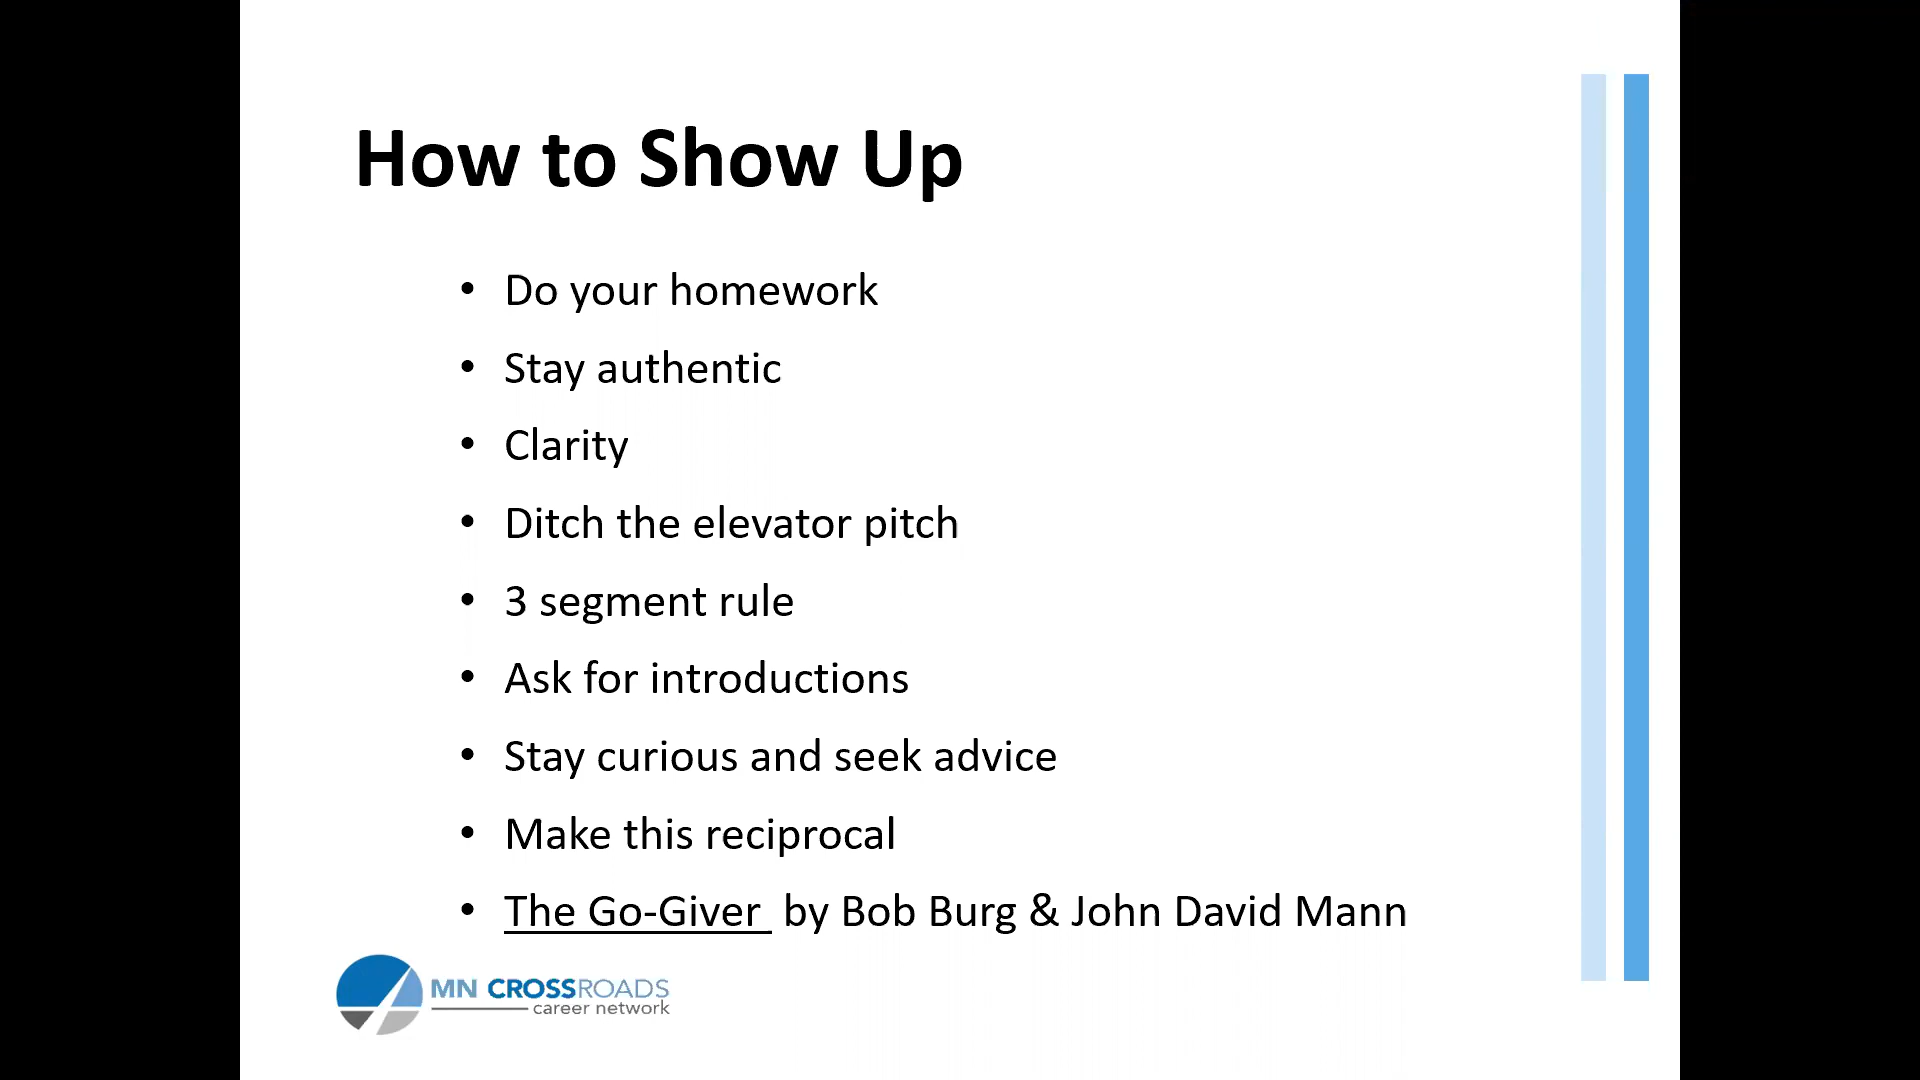 How to Show Up
• Do your homework
• Stay authentic
• Clarity
• Ditch the elevator pitch
• 3 segment rule
• Ask for introductions
• Stay curious and seek advice
• Make this reciprocal
• The Go-Giver by Bob Burg & John David Mann
MN CROSSROADS
career network